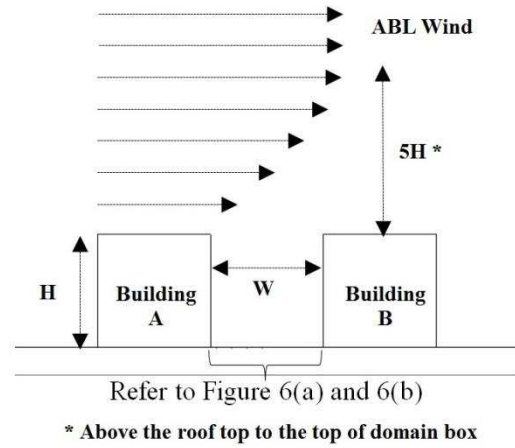 ABL Wind
5H *
H
W
Building
A
Building
B
Refer to Figure 6(a) and 6(b)
* Above the roof top to the top of domain box